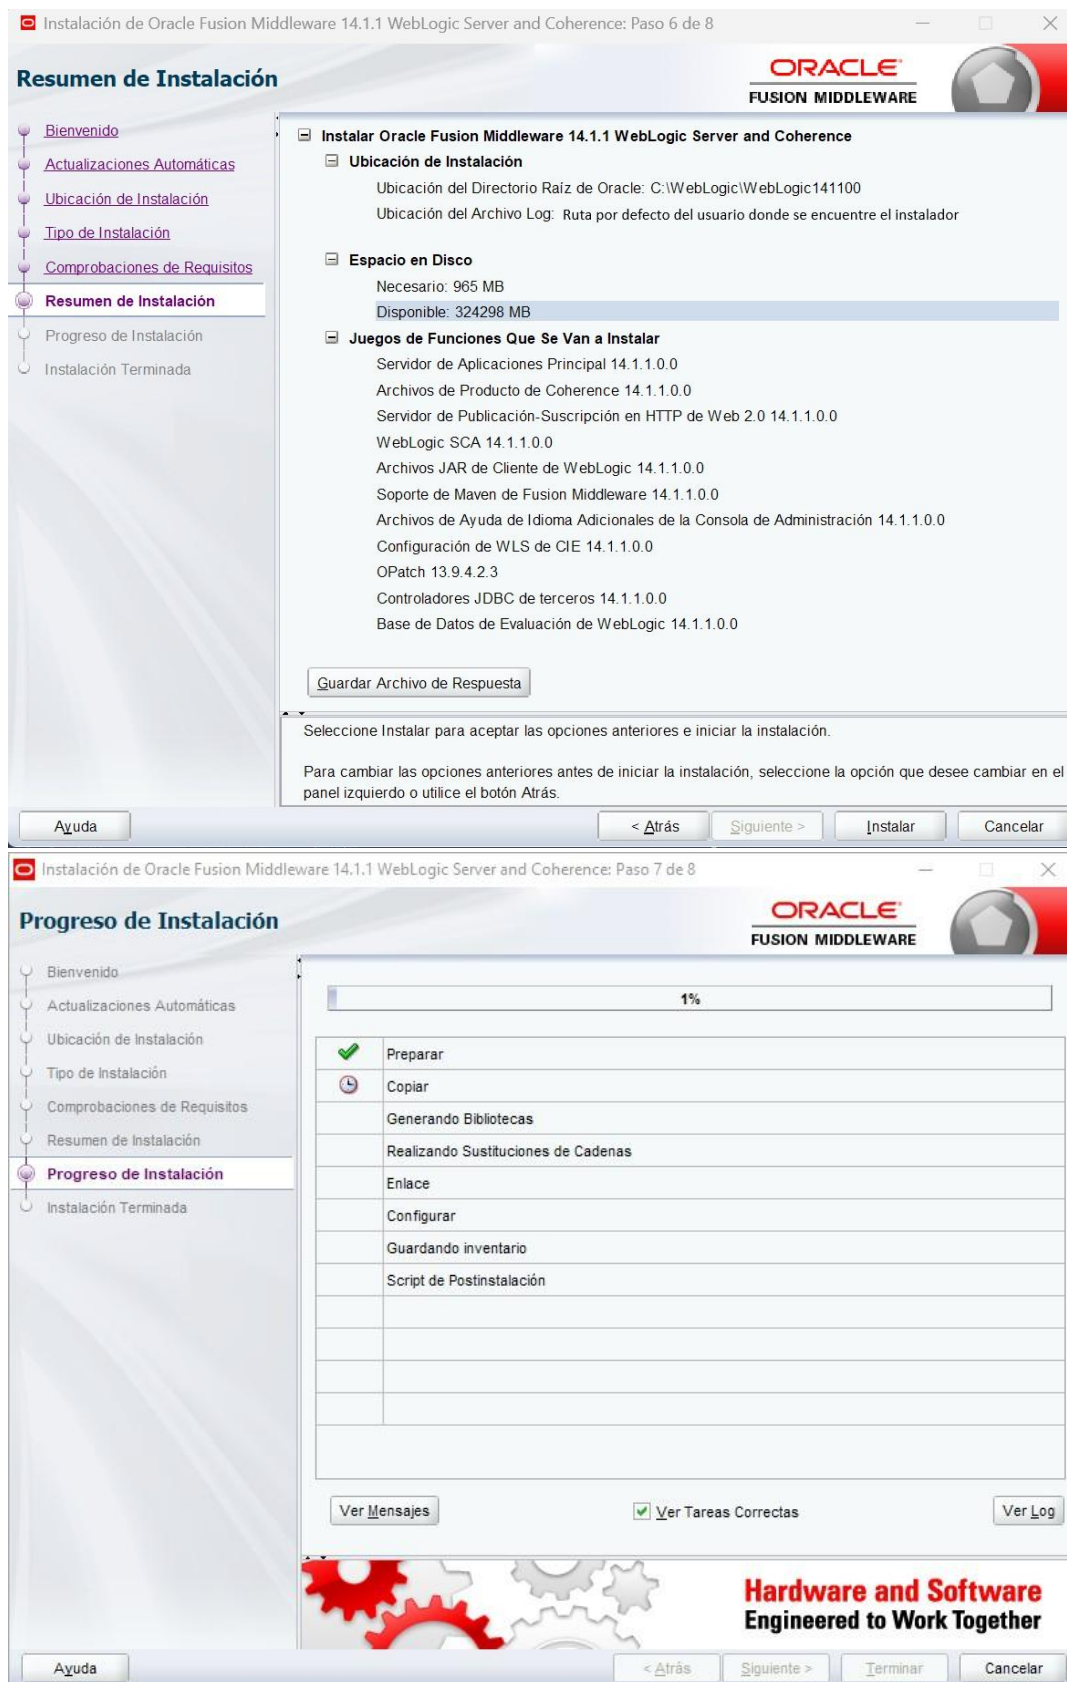 Instalación de Oracle Fusion Middleware 14.1.1 WebLogic Server and Coherence: Paso 6 de 8
Resumen de Instalación
ORACLE
FUSION MIDDLEWARE
Bienvenido
Actualizaciones Automáticas
Ubicación de Instalación
Tipo de Instalación
Comprobaciones de Requisitos
Resumen de Instalación
Progreso de Instalación
Instalación Terminada
Instalar Oracle Fusion Middleware 14.1.1 WebLogic Server and Coherence
Ubicación de Instalación
Ubicación del Directorio Raíz de Oracle: C:\WebLogic\WebLogic141100
Ubicación del Archivo Log: Ruta por defecto del usuario donde se encuentre el instalador
Espacio en Disco
Necesario: 965 MB
Disponible: 324298 MB
Juegos de Funciones Que Se Van a Instalar
Servidor de Aplicaciones Principal 14.1.1.0.0
Archivos de Producto de Coherence 14.1.1.0.0
Servidor de Publicación-Suscripción en HTTP de Web 2.0 14.1.1.0.0
WebLogic SCA 14.1.1.0.0
Archivos JAR de Cliente de WebLogic 14.1.1.0.0
Soporte de Maven de Fusion Middleware 14.1.1.0.0
Archivos de Ayuda de Idioma Adicionales de la Consola de Administración 14.1.1.0.0
Configuración de WLS de CIE 14.1.1.0.0
OPatch 13.9.4.2.3
Controladores JDBC de terceros 14.1.1.0.0
Base de Datos de Evaluación de WebLogic 14.1.1.0.0
Guardar Archivo de Respuesta
Seleccione Instalar para aceptar las opciones anteriores e iniciar la instalación.
Para cambiar las opciones anteriores antes de iniciar la instalación, seleccione la opción que desee cambiar en el
panel izquierdo o utilice el botón Atrás.
Ayuda
< Atrás
Siguiente >
Instalar
Cancelar
Instalación de Oracle Fusion Middleware 14.1.1 WebLogic Server and Coherence: Paso 7 de 8
Progreso de Instalación
ORACLE
FUSION MIDDLEWARE
Bienvenido
Actualizaciones Automáticas
Ubicación de Instalación
Tipo de Instalación
Comprobaciones de Requisitos
Resumen de Instalación
Progreso de Instalación
Instalación Terminada
1%
Preparar
Copiar
Generando Bibliotecas
Realizando Sustituciones de Cadenas
Enlace
Configurar
Guardando inventario
Script de Postinstalación
Ver Mensajes
Ver Tareas Correctas
Ver Log
Hardware and Software
Engineered to Work Together
Ayuda
< Atrás
Siguiente >
Terminar
Cancelar